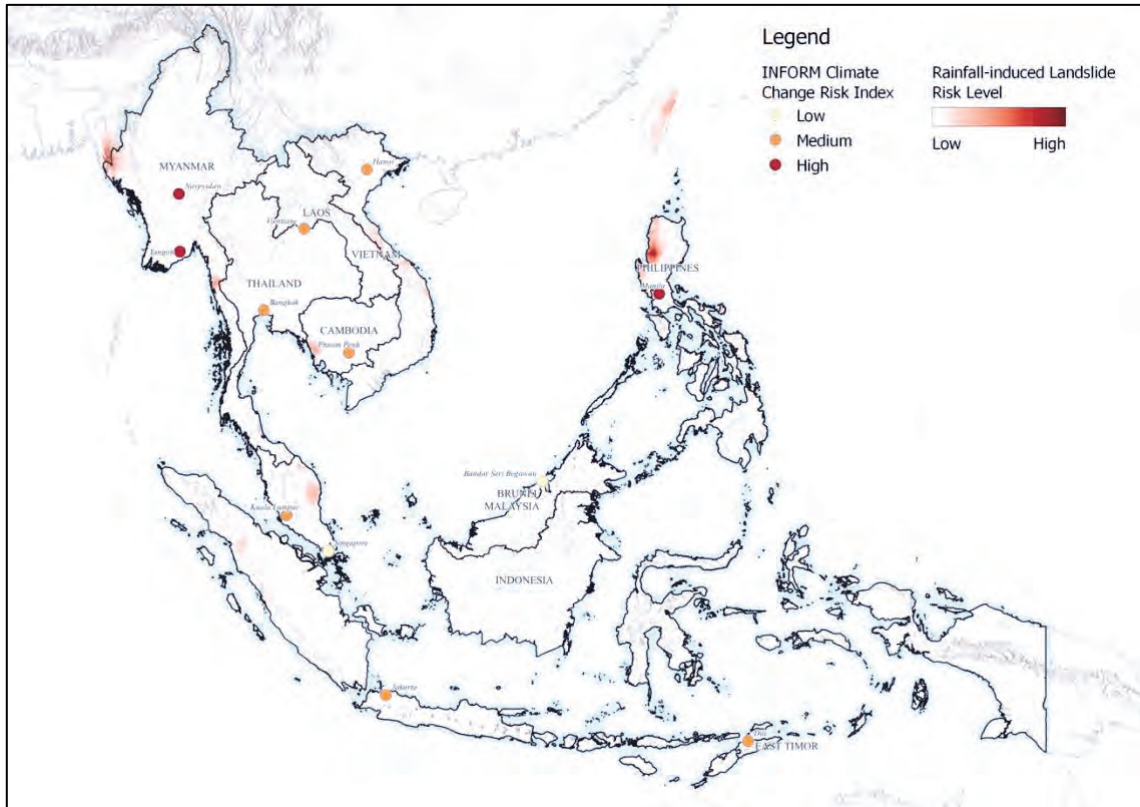 Legend
INFORM Climate
Change Risk Index
Low
Medium
High
Rainfall-induced Landslide
Risk Level
Low
High
MYANMAR
Hanoi
LAOS
Vientiane
VIETNAM
THAILAND
Bangkok
CAMBODIA
Phnom Penh
PHILIPPINES
Manila
Bandar Seri Begawan
BRUNEI
MALAYSIA
Kuala Lumpur
Singapore
INDONESIA
Jakarta
Dili
EAST TIMOR